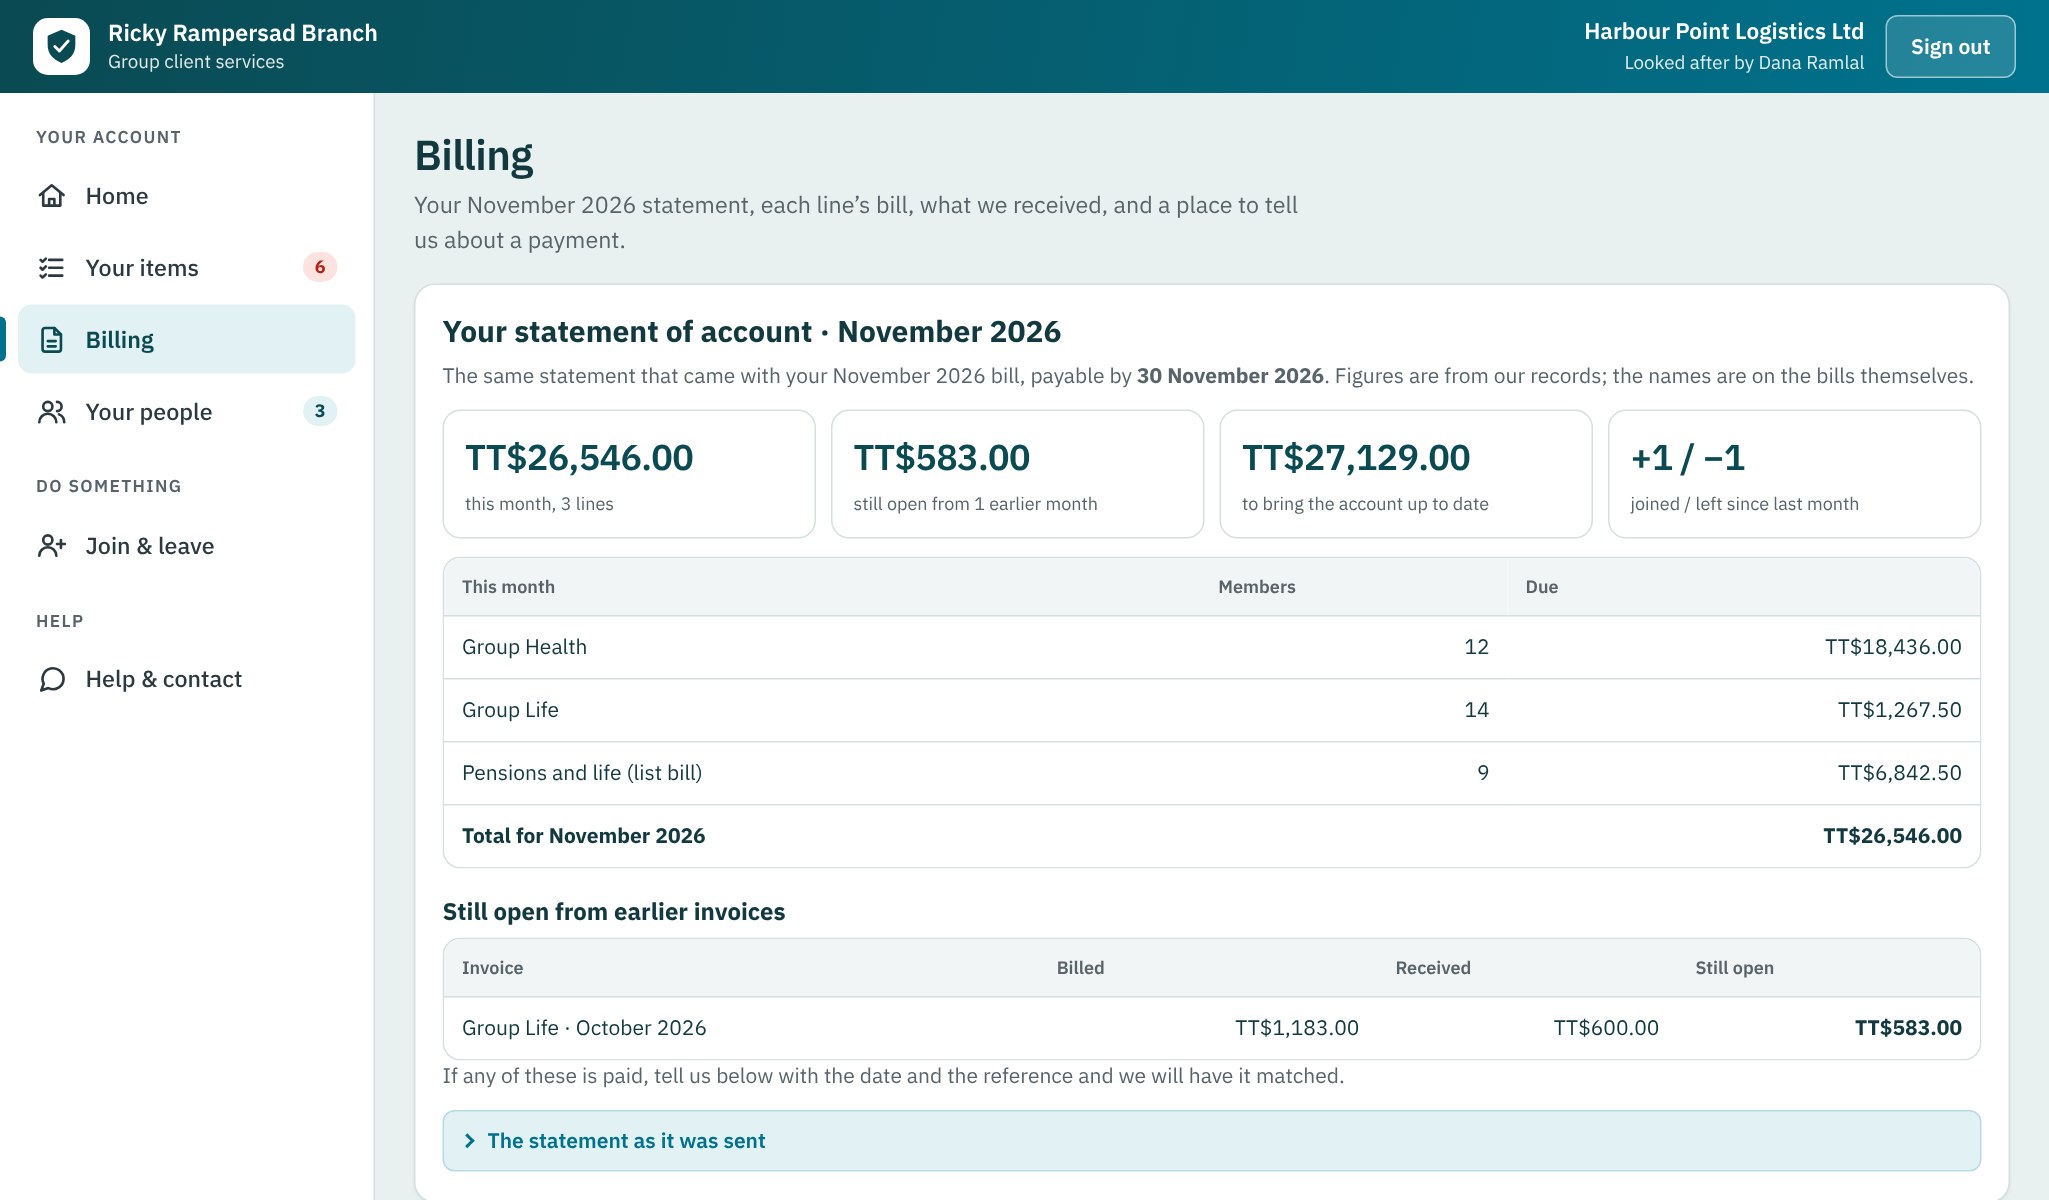 Ricky Rampersad Branch
Group client services
Harbour Point Logistics Ltd
Looked after by Dana Ramlal
Sign out
YOUR ACCOUNT
Home
Your items 6
Billing
Your people 3
DO SOMETHING
Join & leave
HELP
Help & contact
Billing
Your November 2026 statement, each line’s bill, what we received, and a place to tell
us about a payment.
Your statement of account · November 2026
The same statement that came with your November 2026 bill, payable by 30 November 2026. Figures are from our records; the names are on the bills themselves.
TT$26,546.00
this month, 3 lines
TT$583.00
still open from 1 earlier month
TT$27,129.00
to bring the account up to date
+1 / −1
joined / left since last month
This month Members Due
Group Health 12 TT$18,436.00
Group Life 14 TT$1,267.50
Pensions and life (list bill) 9 TT$6,842.50
Total for November 2026 TT$26,546.00
Still open from earlier invoices
Invoice Billed Received Still open
Group Life · October 2026 TT$1,183.00 TT$600.00 TT$583.00
If any of these is paid, tell us below with the date and the reference and we will have it matched.
The statement as it was sent